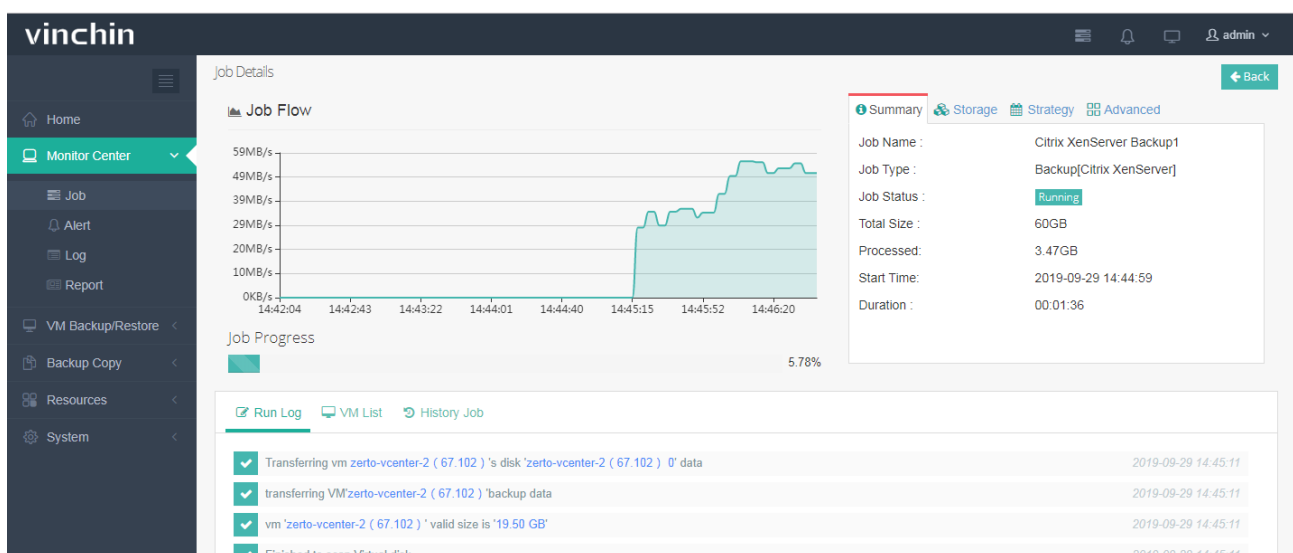 vinchin
admin
Job Details
Back
Home
Monitor Center
Job
Alert
Log
Report
VM Backup/Restore
Backup Copy
Resources
System
Job Flow
59MB/s
49MB/s
39MB/s
29MB/s
20MB/s
10MB/s
0KB/s
14:42:04 14:42:43 14:43:22 14:44:01 14:44:40 14:45:15 14:45:52 14:46:20
Job Progress
5.78%
Summary Storage Strategy Advanced
Job Name : Citrix XenServer Backup1
Job Type : Backup[Citrix XenServer]
Job Status : Running
Total Size : 60GB
Processed: 3.47GB
Start Time: 2019-09-29 14:44:59
Duration : 00:01:36
Run Log VM List History Job
Transferring vm zerto-vcenter-2 ( 67.102 ) 's disk 'zerto-vcenter-2 ( 67.102 ) 0' data 2019-09-29 14:45:11
transferring VM'zerto-vcenter-2 ( 67.102 ) 'backup data 2019-09-29 14:45:11
vm 'zerto-vcenter-2 ( 67.102 ) ' valid size is '19.50 GB' 2019-09-29 14:45:11